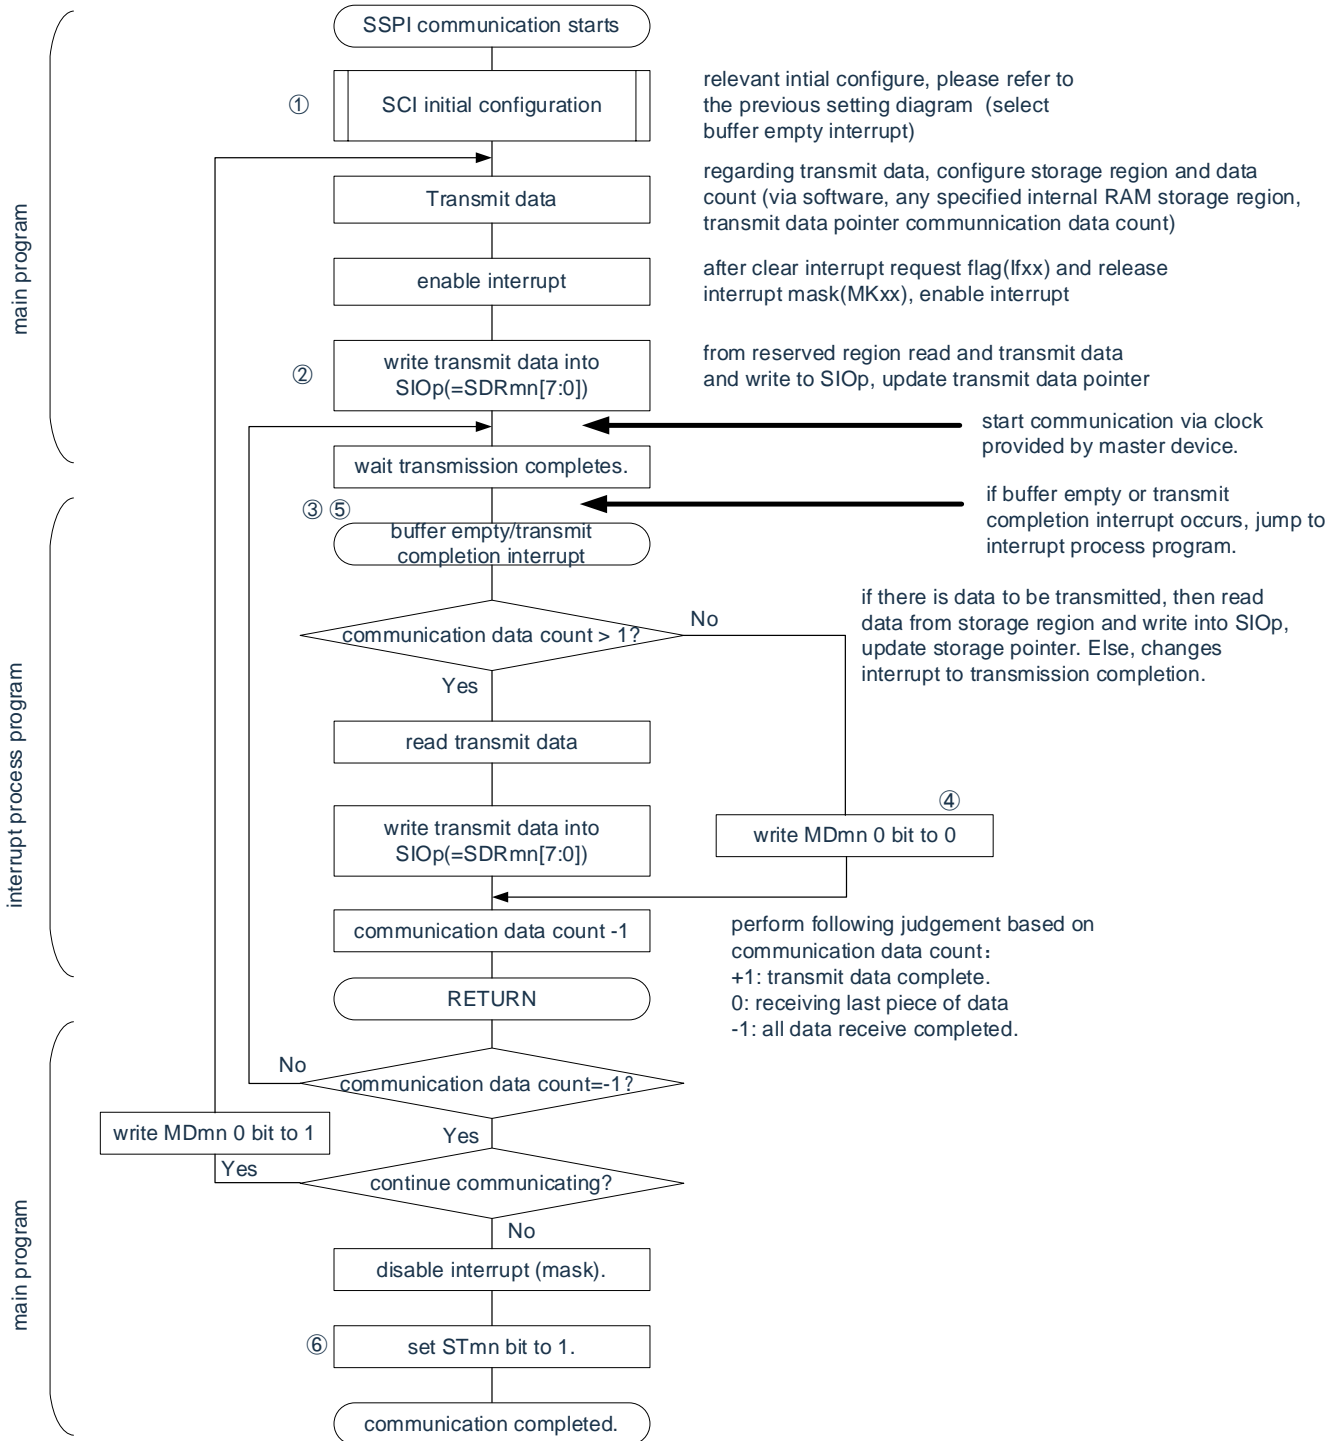 SSPI communication starts
①
SCI initial configuration
relevant intial configure, please refer to
the previous setting diagram (select
buffer empty interrupt)
Transmit data
regarding transmit data, configure storage region and data
count (via software, any specified internal RAM storage region,
transmit data pointer communnication data count)
main program
enable interrupt
after clear interrupt request flag(Ifxx) and release
interrupt mask(MKxx), enable interrupt
②
write transmit data into
SIOp(=SDRmn[7:0])
from reserved region read and transmit data
and write to SIOp, update transmit data pointer
start communication via clock
provided by master device.
wait transmission completes.
③ ⑤
buffer empty/transmit
completion interrupt
if buffer empty or transmit
completion interrupt occurs, jump to
interrupt process program.
communication data count > 1?
No
Yes
if there is data to be transmitted, then read
data from storage region and write into SIOp,
update storage pointer. Else, changes
interrupt to transmission completion.
interrupt process program
read transmit data
write transmit data into
SIOp(=SDRmn[7:0])
④
write MDmn 0 bit to 0
communication data count -1
perform following judgement based on
communication data count：
+1: transmit data complete.
0: receiving last piece of data
-1: all data receive completed.
RETURN
No
communication data count=-1?
write MDmn 0 bit to 1
Yes
Yes
continue communicating?
No
main program
disable interrupt (mask).
⑥
set STmn bit to 1.
communication completed.